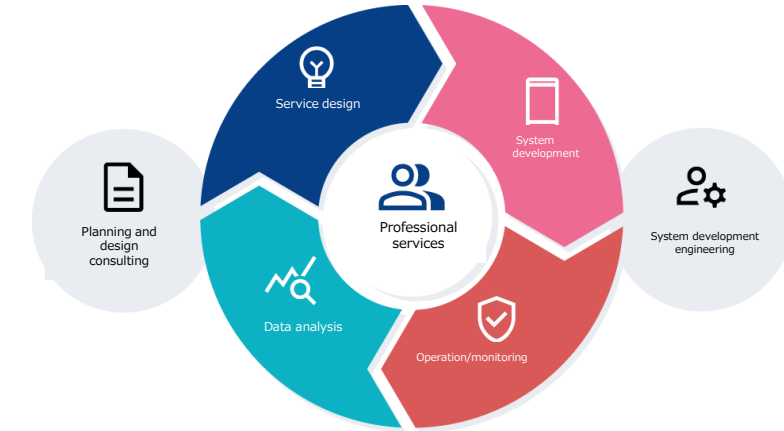 Service design
System
development
Planning and
design
consulting
Professional
services
System development
engineering
Data analysis
Operation/monitoring